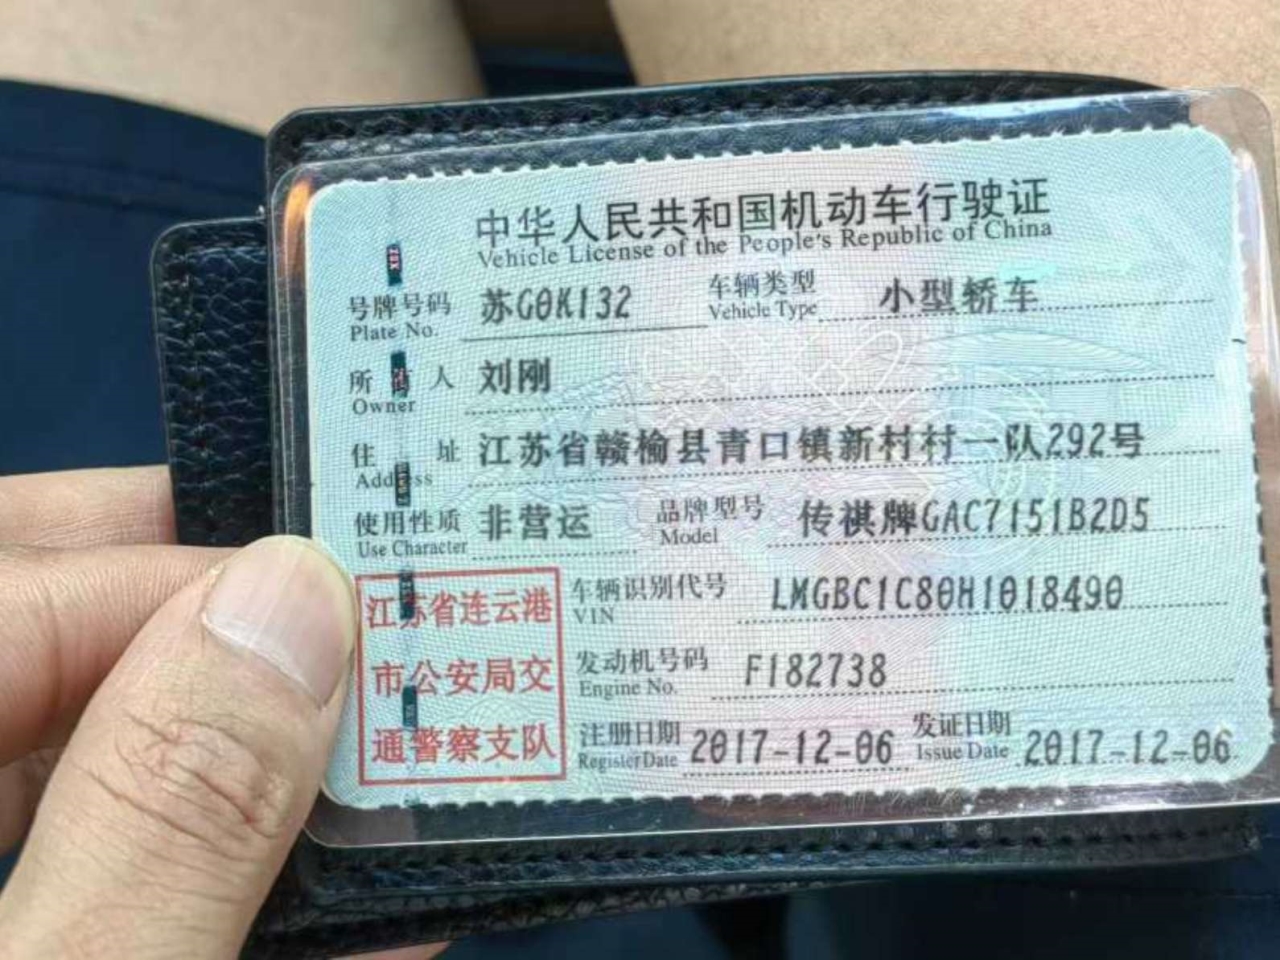 中华人民共和国机动车行驶证
Vehicle License of the People's Republic of China
号牌号码 苏G0K132 车辆类型 小型轿车
Plate No. Vehicle Type
所有人 刘刚
Owner
住址 江苏省赣榆县青口镇新村村一队292号
Address
使用性质 非营运 品牌型号 传祺牌GAC7151B2D5
Use Character Model
江苏省连云港 车辆识别代号 LMGBC1C80H1018490
VIN
市公安局交 发动机号码 F182738
Engine No.
通警察支队 注册日期 2017-12-06 发证日期 2017-12-06
Register Date Issue Date